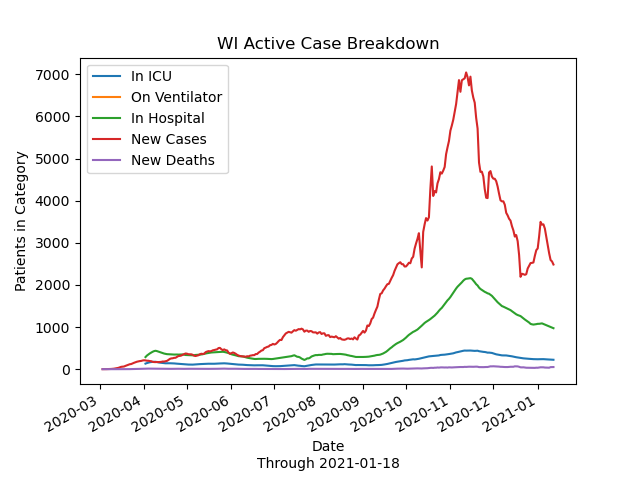 WI Active Case Breakdown
In ICU
On Ventilator
In Hospital
New Cases
New Deaths
Patients in Category
7000
6000
5000
4000
3000
2000
1000
0
2020-03
2020-04
2020-05
2020-06
2020-07
2020-08
2020-09
2020-10
2020-11
2020-12
2021-01
Date
Through 2021-01-18